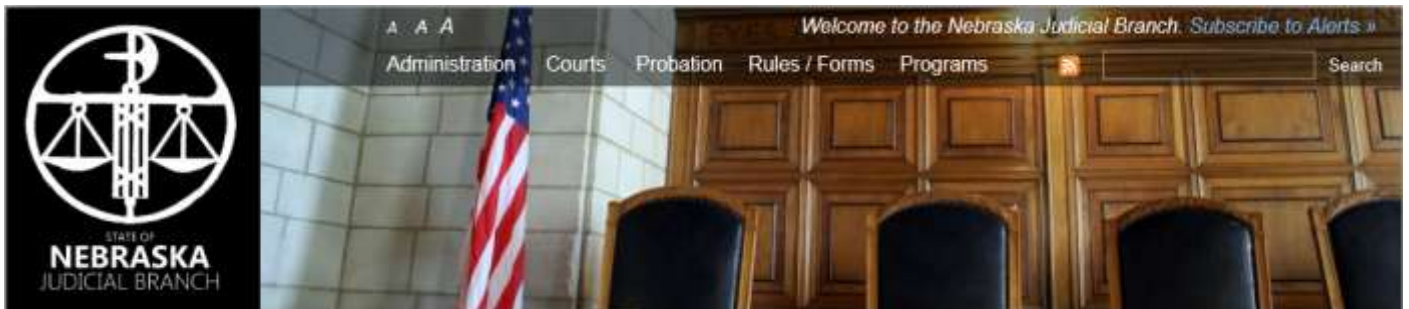 A A A
Welcome to the Nebraska Judicial Branch. Subscribe to Alerts »
Administration Courts Probation Rules / Forms Programs Search
STATE OF
NEBRASKA
JUDICIAL BRANCH